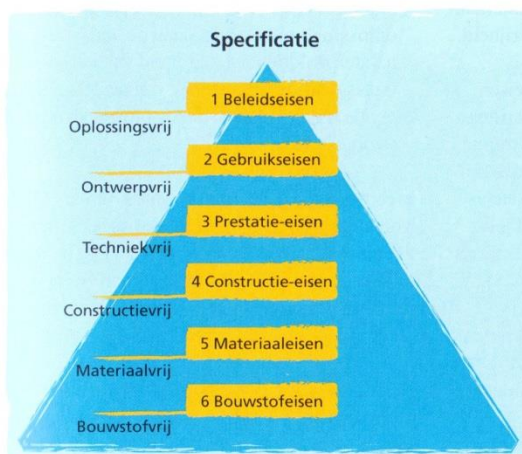 Specificatie
1 Beleidseisen
Oplossingsvrij
2 Gebruikseisen
Ontwerpvrij
3 Prestatie-eisen
Techniekvrij
4 Constructie-eisen
Constructievrij
5 Materiaaleisen
Materiaalvrij
6 Bouwstofeisen
Bouwstofvrij